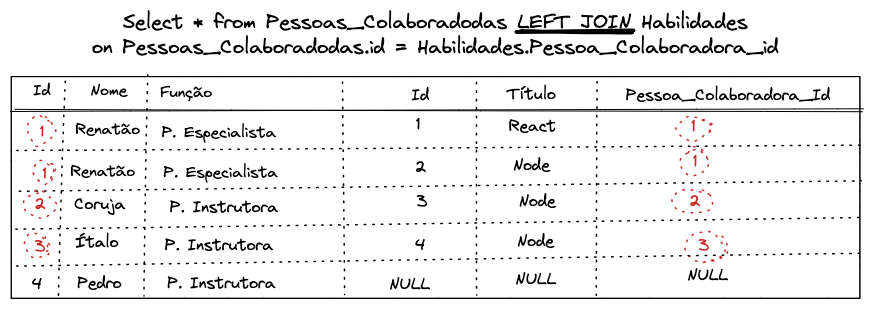 Select * from Pessoas_Colaboradodas LEFT JOIN Habilidades
on Pessoas_Colaboradodas.id = Habilidades.Pessoa_Colaboradora_id
Id Nome Função Id Título Pessoa_Colaboradora_Id
1 Renatão P. Especialista 1 React 1
1 Renatão P. Especialista 2 Node 1
2 Coruja P. Instrutora 3 Node 2
3 Ítalo P. Instrutora 4 Node 3
4 Pedro P. Instrutora NULL NULL NULL